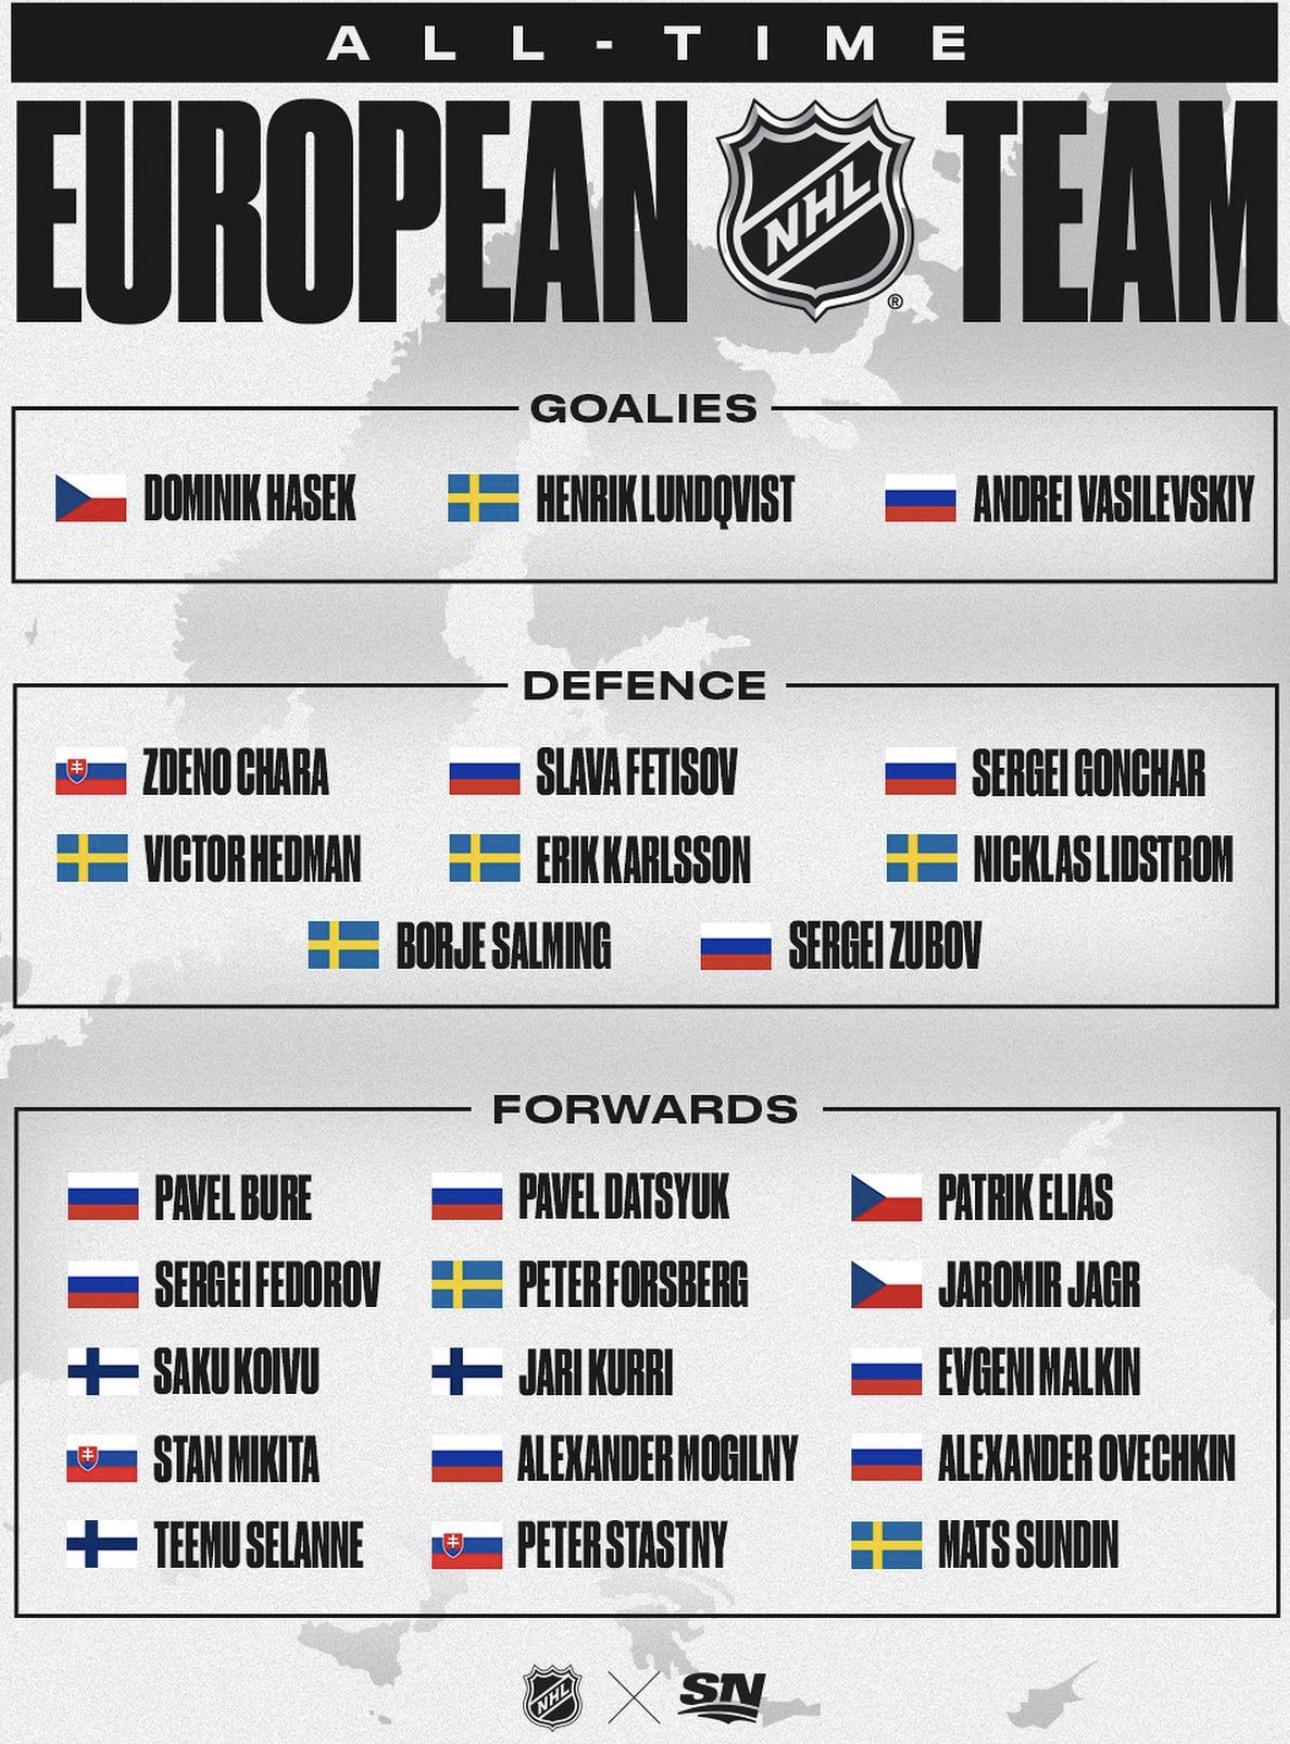 ALL-TIME
EUROPEAN NHL TEAM
®
GOALIES
DOMINIK HASEK HENRIK LUNDQVIST ANDREI VASILEVSKIY
DEFENCE
ZDENO CHARA SLAVA FETISOV SERGEI GONCHAR
VICTOR HEDMAN ERIK KARLSSON NICKLAS LIDSTROM
BORJE SALMING SERGEI ZUBOV
FORWARDS
PAVEL BURE PAVEL DATSYUK PATRIK ELIAS
SERGEI FEDOROV PETER FORSBERG JAROMIR JAGR
SAKU KOIVU JARI KURRI EVGENI MALKIN
STAN MIKITA ALEXANDER MOGILNY ALEXANDER OVECHKIN
TEEMU SELANNE PETER STASTNY MATS SUNDIN
NHL SN